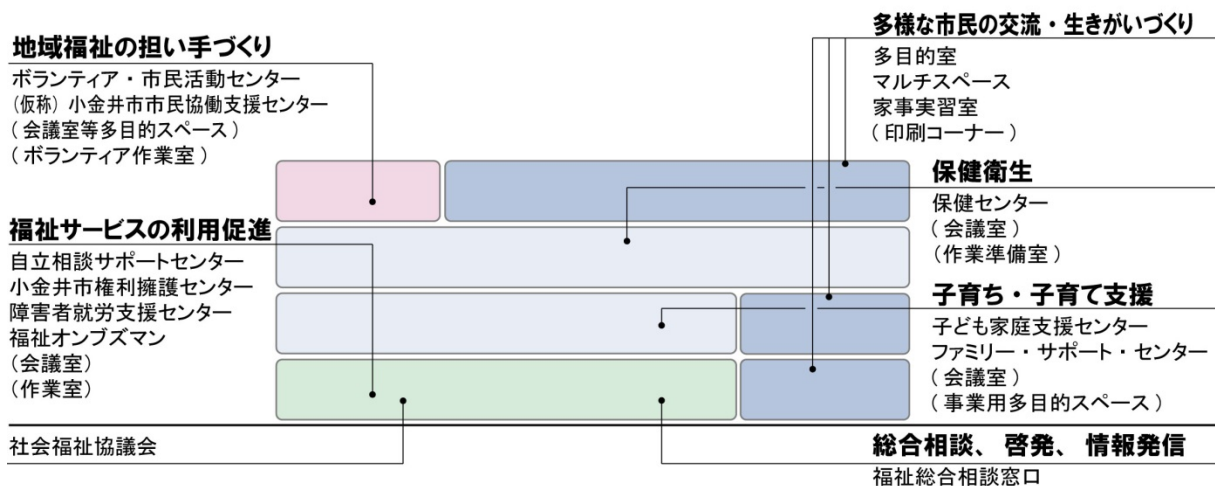 地域福祉の担い手づくり
ボランティア・市民活動センター
(仮称) 小金井市市民協働支援センター
( 会議室等多目的スペース )
( ボランティア作業室 )
福祉サービスの利用促進
自立相談サポートセンター
小金井市権利擁護センター
障害者就労支援センター
福祉オンブズマン
(会議室)
(作業室)
社会福祉協議会
多様な市民の交流・生きがいづくり
多目的室
マルチスペース
家事実習室
( 印刷コーナー )
保健衛生
保健センター
(会議室)
(作業準備室)
子育ち・子育て支援
子ども家庭支援センター
ファミリー・サポート・センター
( 会議室 )
( 事業用多目的スペース )
総合相談、啓発、情報発信
福祉総合相談窓口